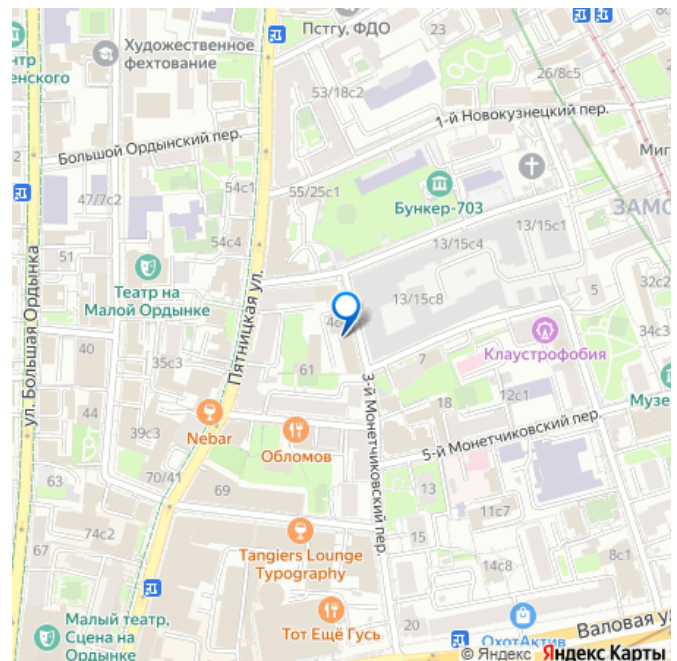 Художественное
фехтование
Пстгу, ФДО
23
26/8с5
53/18с2
нтр
енского
1-й Новокузнецкий пер.
Большой Ордынский пер.
Миг
47/7с2
54с1
55/25с1
Бункер-703
ЗАМО
51
54с4
13/15с1
13/15с4
ул. Большая Ордынка
Театр на
Малой Ордынке
Пятницкая ул.
13/15с8
5
32с2
34с3
40
35с3
61
7
Клаустрофобия
3-й Монетчиковский пер.
12с1
Музе
44
39с3
Nebar
Обломов
18
5-й Монетчиковский пер.
63
70/41
69
13
11с7
74с2
67
Tangiers Lounge
Typography
15
14с8
8с1
Малый театр,
Сцена на
Ордынке
Тот Ещё Гусь
20
ОхотАктив
Валовая у
© Яндекс Яндекс Карты